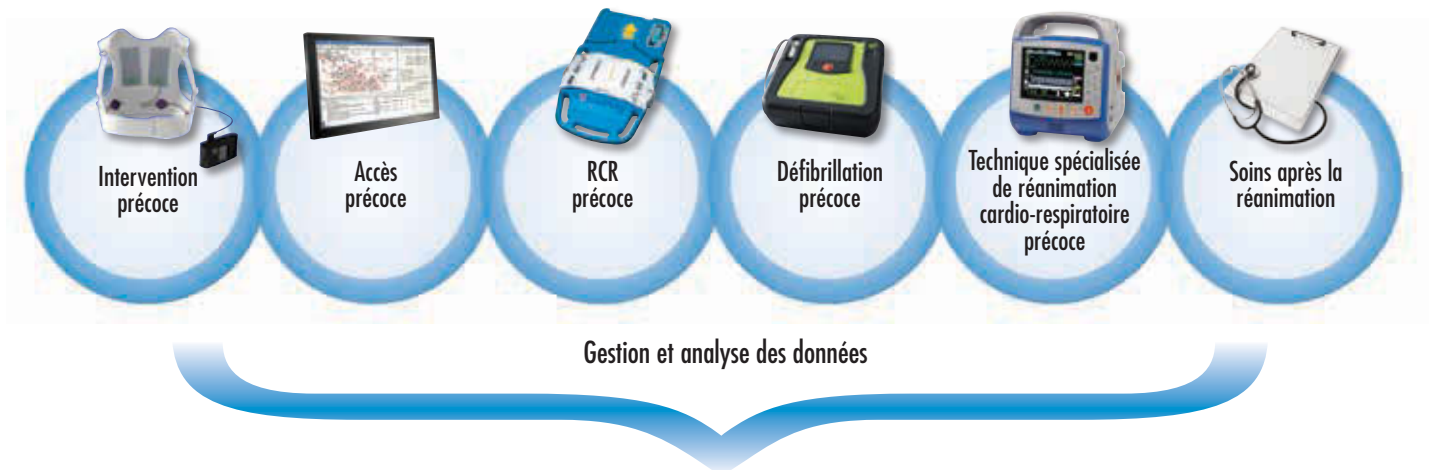 Intervention
précoce
Accès
précoce
RCR
précoce
Défibrillation
précoce
Technique spécialisée
de réanimation
cardio-respiratoire
précoce
Soins après la
réanimation
Gestion et analyse des données